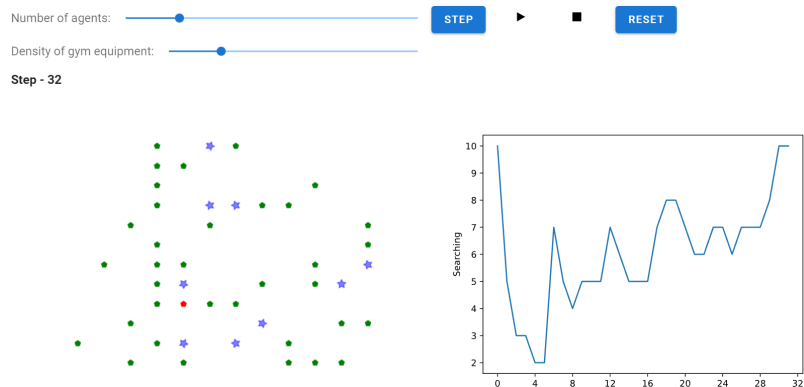 Number of agents:
STEP
RESET
Density of gym equipment:
Step - 32
10
9
8
7
6
5
4
3
2
Searching
0 4 8 12 16 20 24 28 32